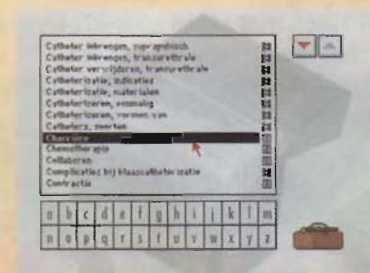 Catheter inbrengen, suprapubisch
Catheter inbrengen, transurethrale
Catheter verwijderen, transurethrale
Catheterisatie, indicaties
Catheterisatie, materialen
Catheteriseren, eenmalig
Catheteriseren, vormen van
Catheters, soorten
Charrière
Chemotherapie
Collaberen
Complicaties bij blaascatheterisatie
Contractie
a b c d e f g h i j k l m
n o p q r s t u v w x y z